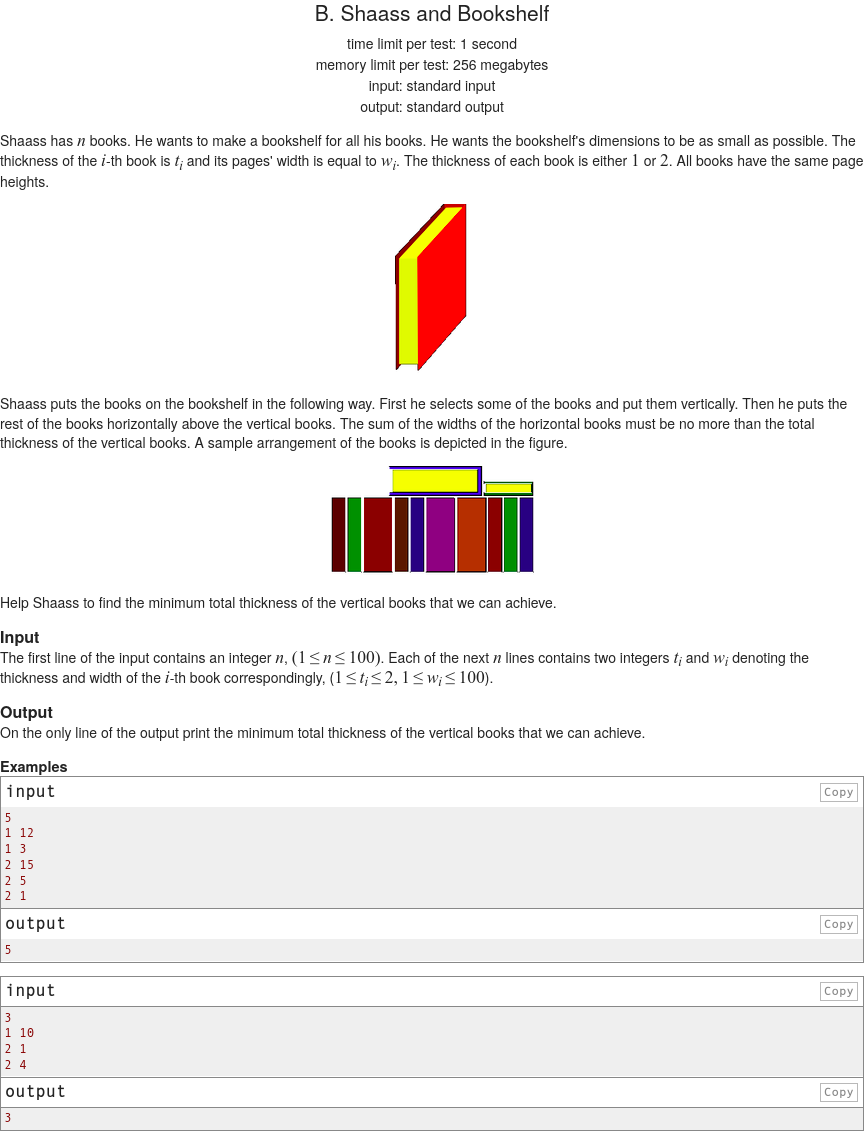 B. Shaass and Bookshelf
time limit per test: 1 second
memory limit per test: 256 megabytes
input: standard input
output: standard output
Shaass has n books. He wants to make a bookshelf for all his books. He wants the bookshelf's dimensions to be as small as possible. The
thickness of the i-th book is t_i and its pages' width is equal to w_i. The thickness of each book is either 1 or 2. All books have the same page
heights.
Shaass puts the books on the bookshelf in the following way. First he selects some of the books and put them vertically. Then he puts the
rest of the books horizontally above the vertical books. The sum of the widths of the horizontal books must be no more than the total
thickness of the vertical books. A sample arrangement of the books is depicted in the figure.
Help Shaass to find the minimum total thickness of the vertical books that we can achieve.
Input
The first line of the input contains an integer n, (1 ≤ n ≤ 100). Each of the next n lines contains two integers t_i and w_i denoting the
thickness and width of the i-th book correspondingly, (1 ≤ t_i ≤ 2, 1 ≤ w_i ≤ 100).
Output
On the only line of the output print the minimum total thickness of the vertical books that we can achieve.
Examples
input Copy
5
1 12
1 3
2 15
2 5
2 1
output Copy
5
input Copy
3
1 10
2 1
2 4
output Copy
3